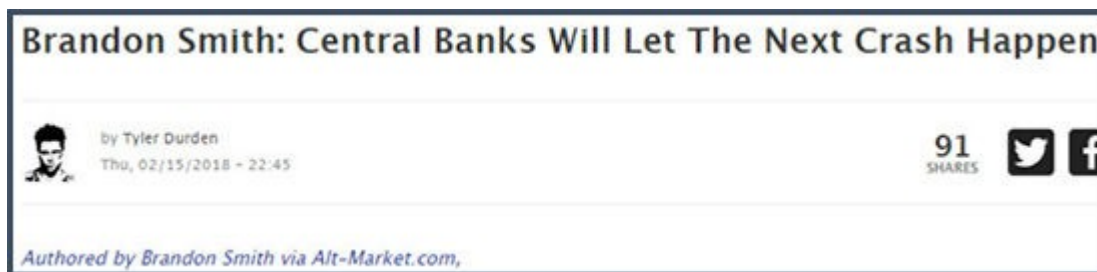 Brandon Smith: Central Banks Will Let The Next Crash Happen
by Tyler Durden
Thu, 02/15/2018 - 22:45
91
SHARES
Authored by Brandon Smith via Alt-Market.com,